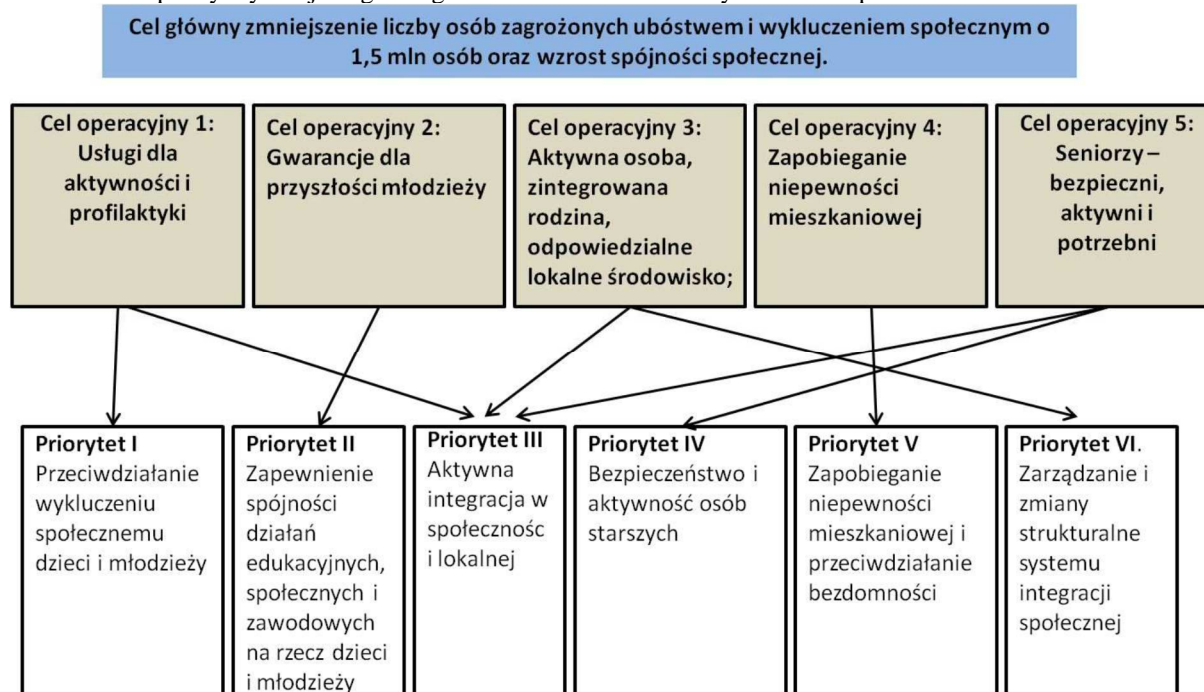 Cel główny zmniejszenie liczby osób zagrożonych ubóstwem i wykluczeniem społecznym o
1,5 mln osób oraz wzrost spójności społecznej.
Cel operacyjny 1:
Usługi dla
aktywności i
profilaktyki
Cel operacyjny 2:
Gwarancje dla
przyszłości młodzieży
Cel operacyjny 3:
Aktywna osoba,
zintegrowana
rodzina,
odpowiedzialne
lokalne środowisko;
Cel operacyjny 4:
Zapobieganie
niepewności
mieszkaniowej
Cel operacyjny 5:
Seniorzy –
bezpieczni,
aktywni i
potrzebni
Priorytet I
Przeciwdziałanie
wykluczeniu
społecznemu
dzieci i młodzieży
Priorytet II
Zapewnienie
spójności
działań
edukacyjnych,
społecznych i
zawodowych
na rzecz dzieci
i młodzieży
Priorytet III
Aktywna
integracja w
społecznośc
i lokalnej
Priorytet IV
Bezpieczeństwo i
aktywność osób
starszych
Priorytet V
Zapobieganie
niepewności
mieszkaniowej i
przeciwdziałanie
bezdomności
Priorytet VI.
Zarządzanie i
zmiany
strukturalne
systemu
integracji
społecznej